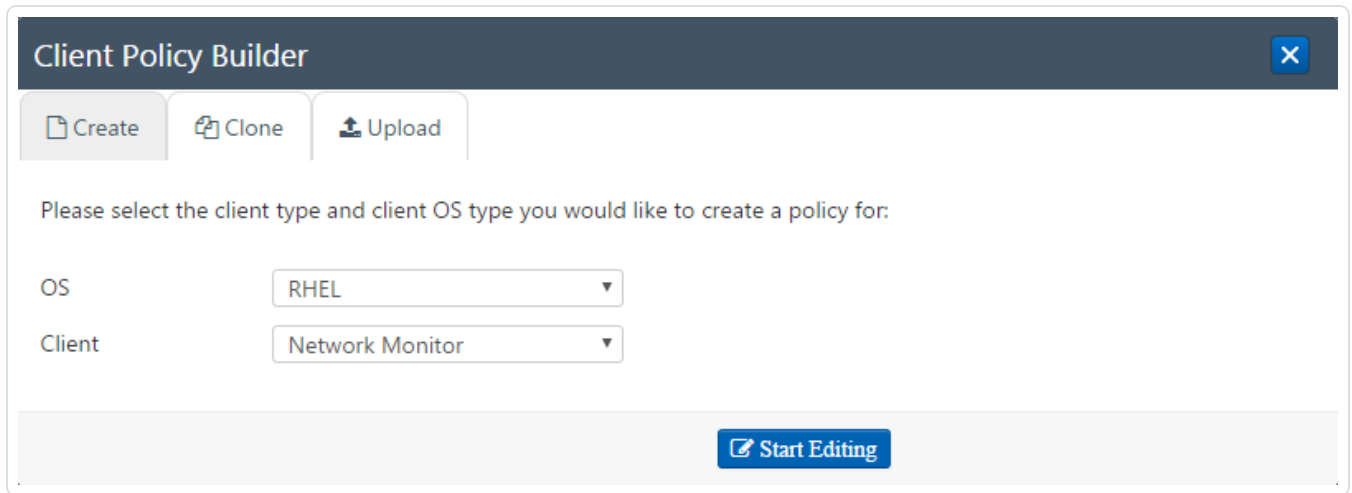 Client Policy Builder
Create Clone Upload
Please select the client type and client OS type you would like to create a policy for:
OS RHEL
Client Network Monitor
Start Editing